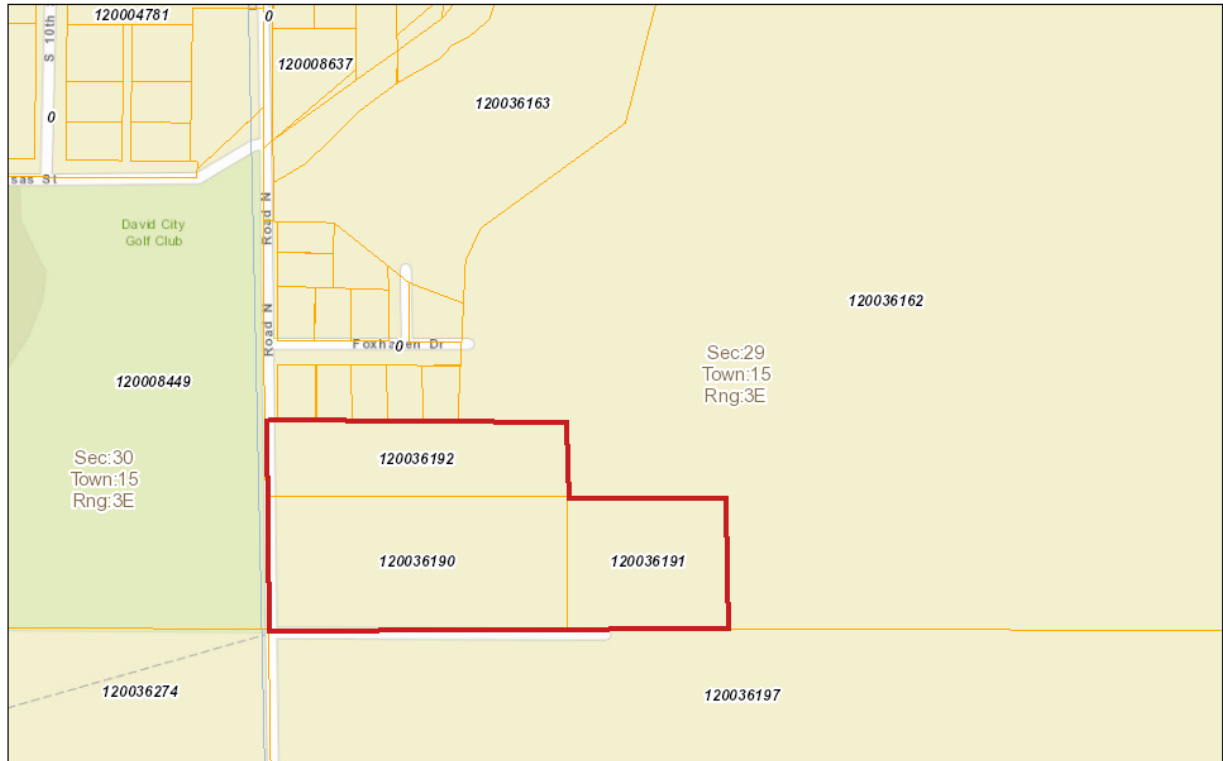 120004781
0
S 10th
120008637
0
120036163
sas St
David City
Golf Club
Road N
120036162
Road N
Foxha
0
en Dr
Sec:29
Town:15
Rng:3E
120008449
Sec:30
Town:15
Rng:3E
120036192
120036190
120036191
120036274
120036197